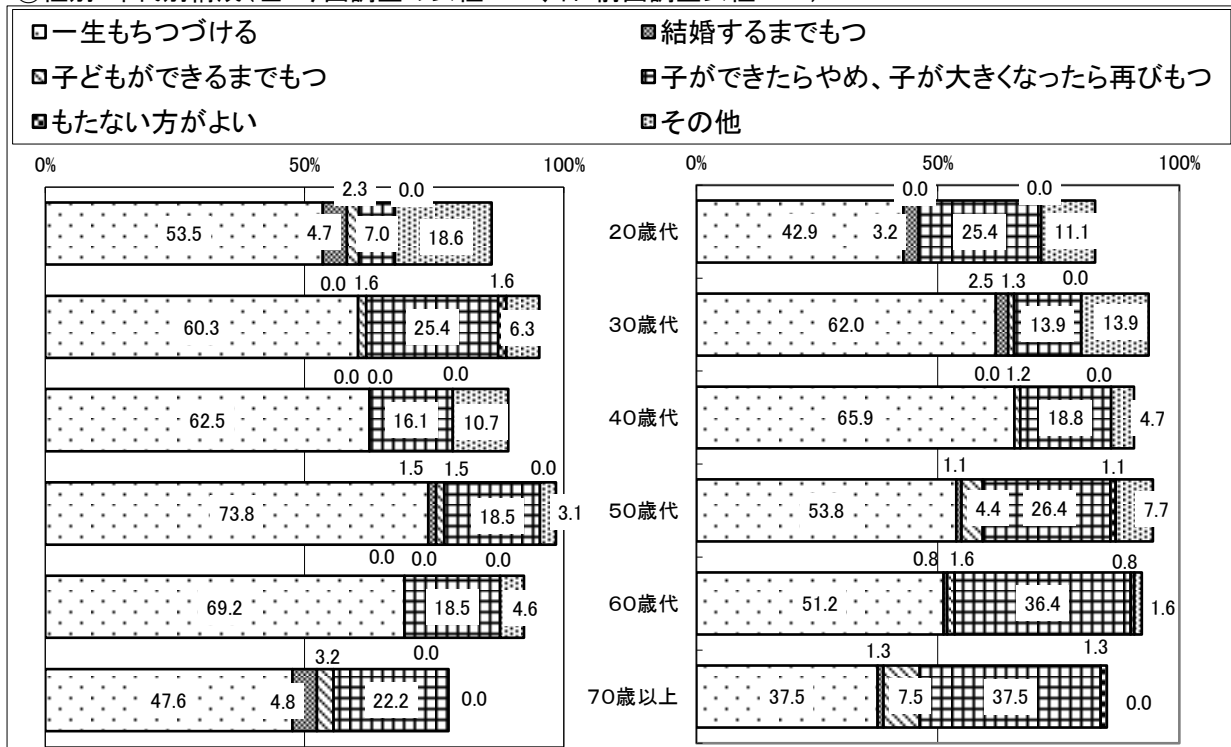 □一生もちつづける ■結婚するまでもつ
□子どもができるまでもつ □子ができたらやめ、子が大きくなったら再びもつ
■もたない方がよい □その他
0% 50% 100% 0% 50% 100%
2.3 0.0 0.0 0.0
53.5 4.7 7.0 18.6 20歳代 42.9 3.2 25.4 11.1
0.0 1.6 1.6 2.5 1.3 0.0
60.3 25.4 6.3 30歳代 62.0 13.9 13.9
0.0 0.0 0.0 0.0 1.2 0.0
62.5 16.1 10.7 40歳代 65.9 18.8 4.7
1.5 1.5 0.0 1.1 1.1
73.8 18.5 3.1 50歳代 53.8 4.4 26.4 7.7
0.0 0.0 0.0 0.8 1.6 0.8
69.2 18.5 4.6 60歳代 51.2 36.4 1.6
3.2 0.0 1.3 1.3
47.6 4.8 22.2 0.0 70歳以上 37.5 7.5 37.5 0.0